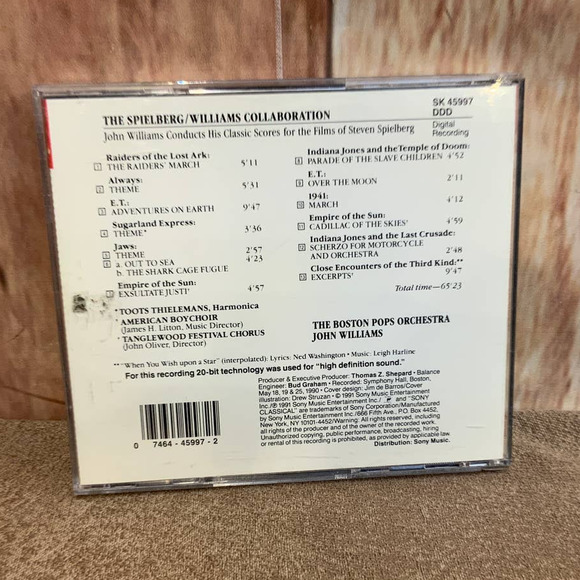 THE SPIELBERG/WILLIAMS COLLABORATION
John Williams Conducts His Classic Scores for the Films of Steven Spielberg
SK 45997
DDD
Digital
Recording
Raiders of the Lost Ark:
1 THE RAIDERS' MARCH 5'11
Always:
2 THEME 5'31
E.T.:
3 ADVENTURES ON EARTH 9'47
Sugarland Express:
4 THEME* 3'36
Jaws:
5 THEME 2'57
6 a. OUT TO SEA 4'23
b. THE SHARK CAGE FUGUE
Empire of the Sun:
7 EXSULTATE JUSTI† 4'57
Indiana Jones and the Temple of Doom:
8 PARADE OF THE SLAVE CHILDREN 4'52
E.T.:
9 OVER THE MOON 2'11
1941:
10 MARCH 4'12
Empire of the Sun:
11 CADILLAC OF THE SKIES† 4'59
Indiana Jones and the Last Crusade:
12 SCHERZO FOR MOTORCYCLE
AND ORCHESTRA 2'48
Close Encounters of the Third Kind:**
13 EXCERPTS† 9'47
Total time—65'23
* TOOTS THIELEMANS, Harmonica
† AMERICAN BOYCHOIR
(James H. Litton, Music Director)
† TANGLEWOOD FESTIVAL CHORUS
(John Oliver, Director)
THE BOSTON POPS ORCHESTRA
JOHN WILLIAMS
** "When You Wish upon a Star" (interpolated): Lyrics: Ned Washington • Music: Leigh Harline
For this recording 20-bit technology was used for "high definition sound."
Producer & Executive Producer: Thomas Z. Shepard • Balance
Engineer: Bud Graham • Recorded: Symphony Hall, Boston,
May 18, 19 & 25, 1990 • Cover design: Jim de Barros/Cover
illustration: Drew Struzan • © 1991 Sony Music Entertainment
Inc./℗ 1991 Sony Music Entertainment Inc./ and "SONY
CLASSICAL" are trademarks of Sony Corporation/Manufactured
by Sony Music Entertainment Inc./666 Fifth Ave., P.O. Box 4452,
New York, NY 10101-4452/WARNING: All rights reserved, including
all rights of the producer and of the owner of the recorded work.
Unauthorized copying, public performance, broadcasting, hiring
or rental of this recording is prohibited, as provided by applicable law
Distribution: Sony Music.
0 7464-45997-2